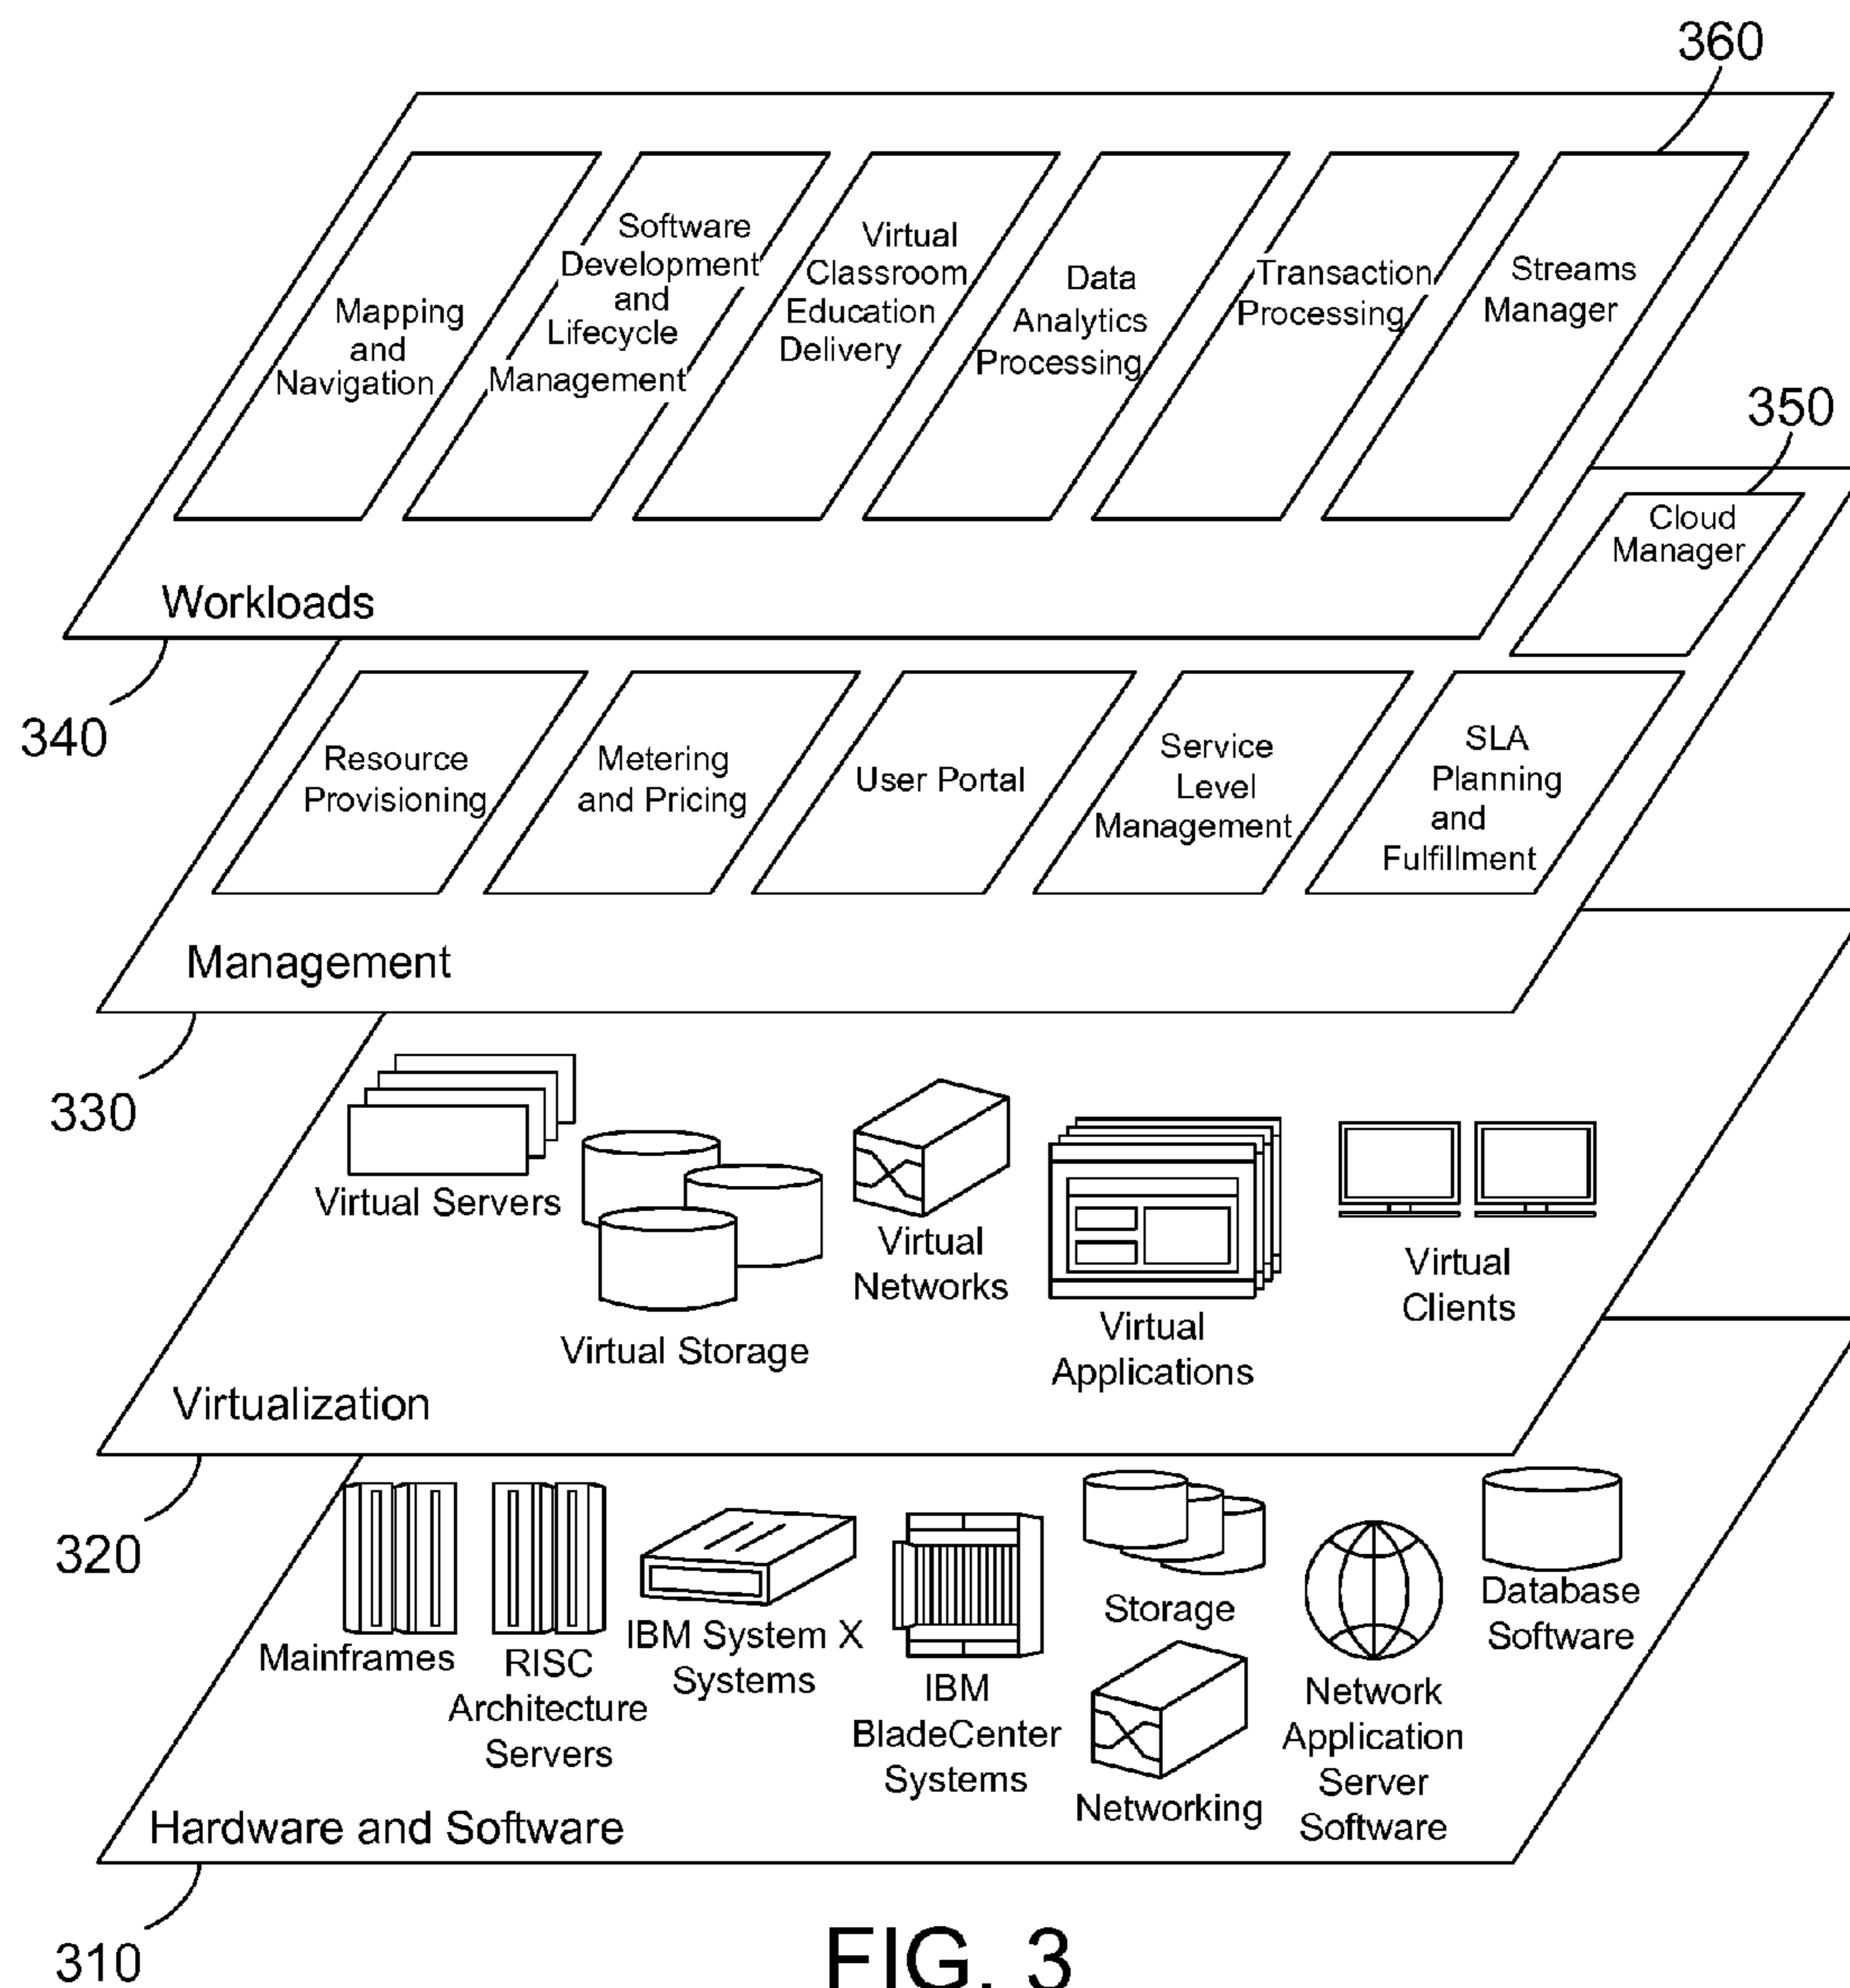 360
Mapping
and
Navigation
Software
Development
and
Lifecycle
Management
Virtual
Classroom
Education
Delivery
Data
Analytics
Processing
Transaction
Processing
Streams
Manager
350
Cloud
Manager
Workloads
340
Resource
Provisioning
Metering
and Pricing
User Portal
Service
Level
Management
SLA
Planning
and
Fulfillment
Management
330
Virtual Servers
Virtual Storage
Virtual
Networks
Virtual
Applications
Virtual
Clients
Virtualization
320
Mainframes
RISC
Architecture
Servers
IBM System X
Systems
IBM
BladeCenter
Systems
Storage
Networking
Network
Application
Server
Software
Database
Software
Hardware and Software
310
FIG. 3